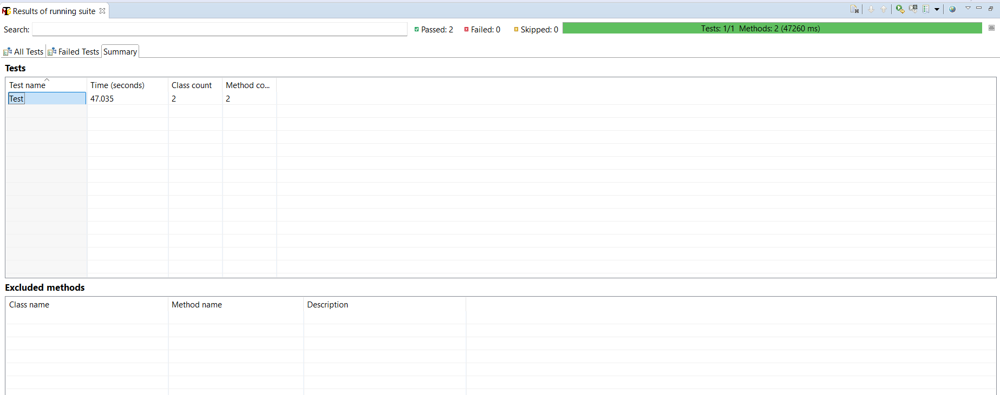 Results of running suite
Search: Passed: 2 Failed: 0 Skipped: 0 Tests: 1/1 Methods: 2 (47260 ms)
All Tests Failed Tests Summary
Tests
Test name Time (seconds) Class count Method co...
Test 47.035 2 2
Excluded methods
Class name Method name Description